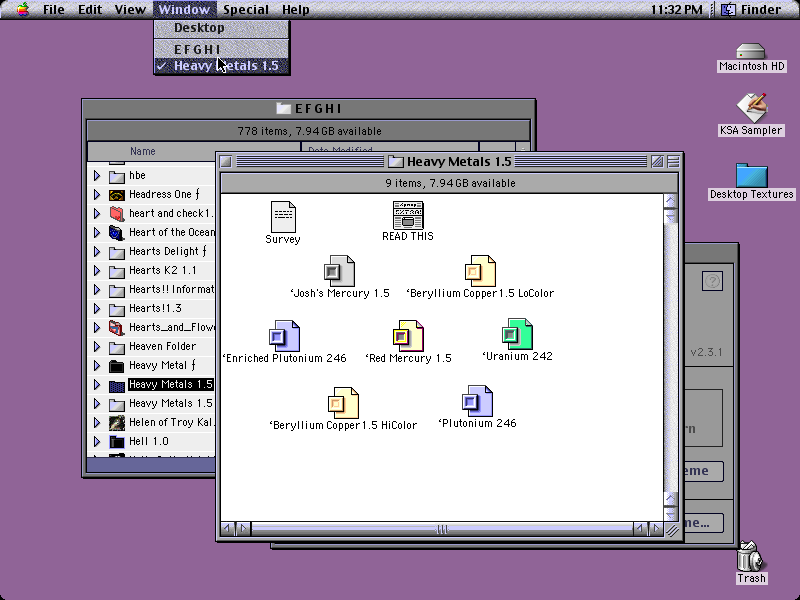 File Edit View Window Special Help 11:32 PM Finder
Desktop
E F G H I
✓ Heavy Metals 1.5
Macintosh HD
KSA Sampler
Desktop Textures
Trash
E F G H I
778 items, 7.94 GB available
Name Date Modified
hbe
Headress One ƒ
heart and check1.
Heart of the Ocean
Hearts Delight ƒ
Hearts K2 1.1
Hearts!! Informat
Hearts!1.3
Hearts_and_Flow
Heaven Folder
Heavy Metal ƒ
Heavy Metals 1.5
Heavy Metals 1.5
Helen of Troy Kal.
Hell 1.0
Heavy Metals 1.5
9 items, 7.94 GB available
Survey
READ THIS
‘Josh's Mercury 1.5
‘Beryllium Copper 1.5 LoColor
‘Enriched Plutonium 246
‘Red Mercury 1.5
‘Uranium 242
‘Beryllium Copper 1.5 HiColor
‘Plutonium 246
?
v2.3.1
rn
eme
ne...